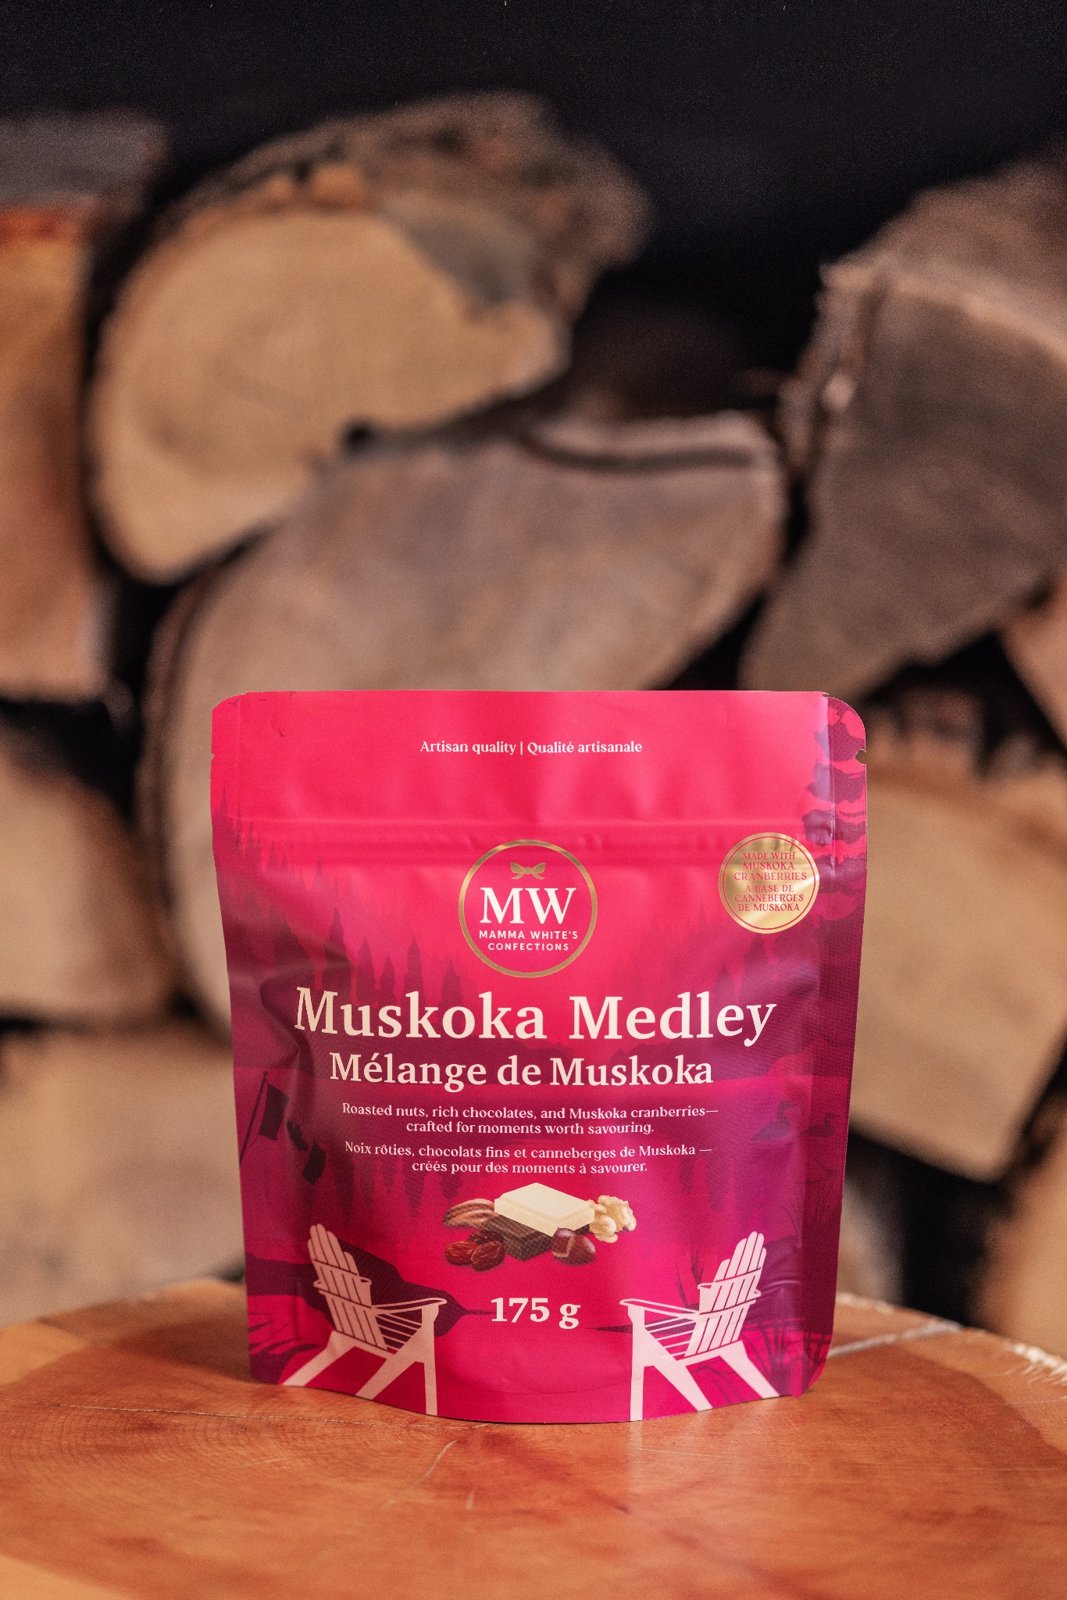 Artisan quality | Qualité artisanale
MADE WITH
MUSKOKA
CRANBERRIES
À BASE DE
CANNEBERGES
DE MUSKOKA
MW
MAMMA WHITE'S
CONFECTIONS
Muskoka Medley
Mélange de Muskoka
Roasted nuts, rich chocolates, and Muskoka cranberries—
crafted for moments worth savouring.
Noix rôties, chocolats fins et canneberges de Muskoka —
créés pour des moments à savourer.
175 g